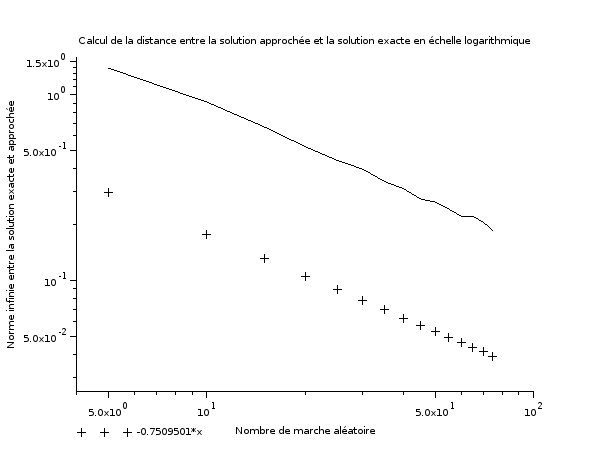 Calcul de la distance entre la solution approchée et la solution exacte en échelle logarithmique
Norme infinie entre la solution exacte et approchée
1.5x10^0
10^0
5.0x10^-1
10^-1
5.0x10^-2
5.0x10^0
10^1
5.0x10^1
10^2
Nombre de marche aléatoire
-0.7509501*x